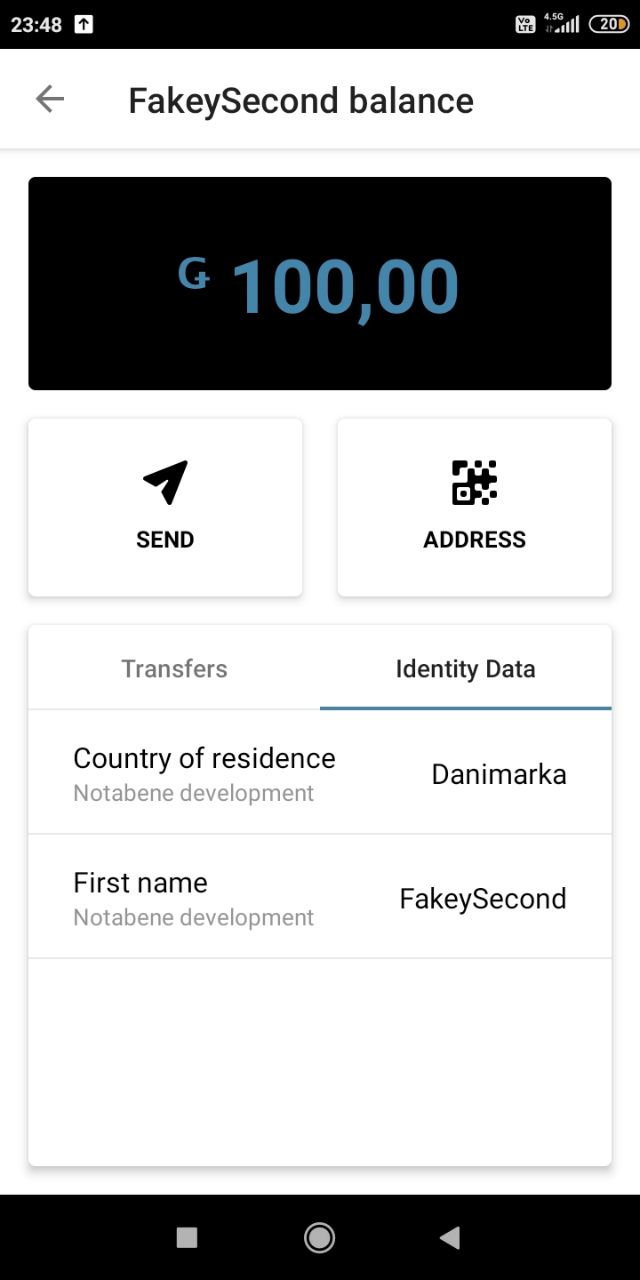 23:48 Vo LTE 4.5G 20
FakeySecond balance
Ǥ 100,00
SEND
ADDRESS
Transfers Identity Data
Country of residence Danimarka
Notabene development
First name FakeySecond
Notabene development